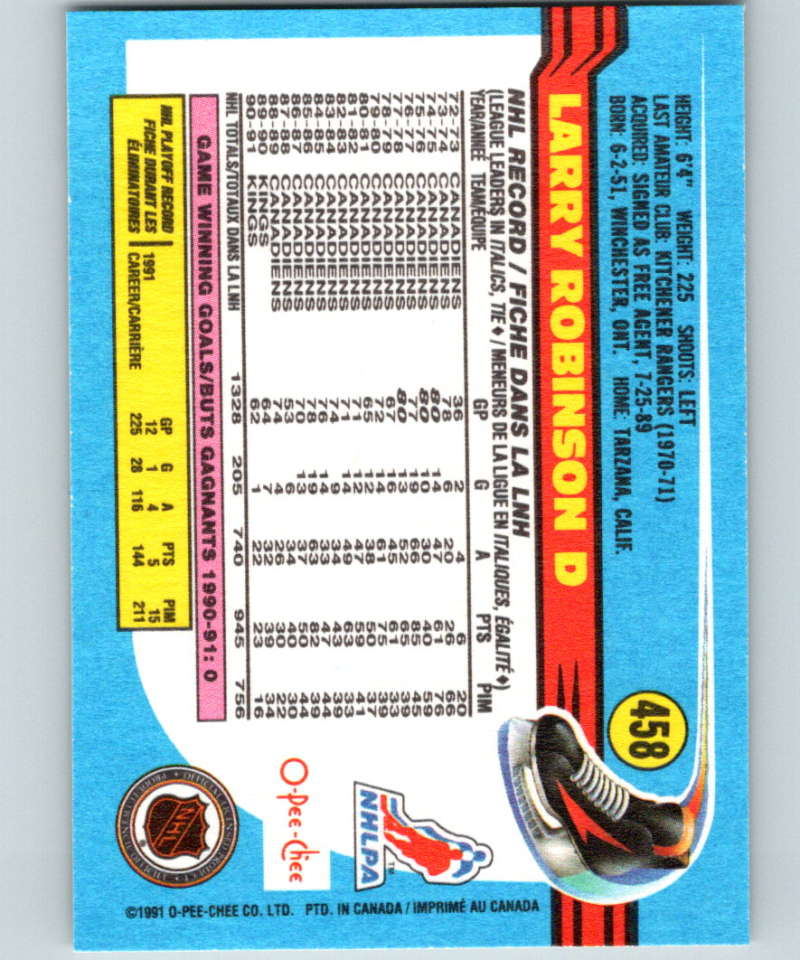 458
HEIGHT: 6'4" WEIGHT: 225 SHOOTS: LEFT
LAST AMATEUR CLUB: KITCHENER RANGERS (1970-71)
ACQUIRED: SIGNED AS FREE AGENT, 7-25-89
BORN: 6-2-51, WINCHESTER, ONT. HOME: TARZANA, CALIF.
LARRY ROBINSON D
NHL RECORD / FICHE DANS LA LNH
(LEAGUE LEADERS IN ITALICS, TIE ♦ / MENEURS DE LA LIGUE EN ITALIQUES, ÉGALITÉ ♦)
YEAR/ANNÉE TEAM/ÉQUIPE GP G A PTS PIM
72-73 CANADIENS 36 2 4 6 20
73-74 CANADIENS 78 6 20 26 66
74-75 CANADIENS 80 14 47 61 76
75-76 CANADIENS 80 10 30 40 59
76-77 CANADIENS 77 19 66 85 45
77-78 CANADIENS 80 13 52 65 39
78-79 CANADIENS 67 16 45 61 33
79-80 CANADIENS 72 14 61 75 39
80-81 CANADIENS 65 12 38 50 37
81-82 CANADIENS 71 12 47 59 41
82-83 CANADIENS 71 14 49 63 33
83-84 CANADIENS 74 9 34 43 39
84-85 CANADIENS 76 14 33 47 44
85-86 CANADIENS 78 19 63 82 39
86-87 CANADIENS 70 13 37 50 44
87-88 CANADIENS 53 6 34 40 30
88-89 CANADIENS 74 4 26 30 22
89-90 KINGS 64 7 32 39 34
90-91 KINGS 62 1 22 23 16
NHL TOTALS/TOTAUX DANS LA LNH 1328 205 740 945 756
GAME WINNING GOALS/BUTS GAGNANTS 1990-91: 0
NHL PLAYOFF RECORD
FICHE DURANT LES
ÉLIMINATOIRES
GP G A PTS PIM
1991 12 1 4 5 15
CAREER/CARRIÈRE 225 28 116 144 211
NHLPA
TM
O-Pee-Chee
NHL
©1991 O-PEE-CHEE CO. LTD. PTD. IN CANADA / IMPRIMÉ AU CANADA